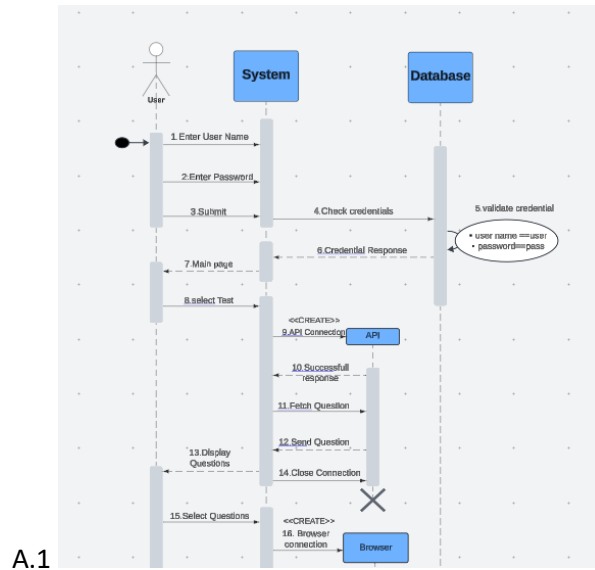 System
Database
User
1.Enter User Name
2.Enter Password
3.Submit
4.Check credentials
5.validate credential
• user name ==user
• password==pass
6.Credential Response
7.Main page
8.select Test
<<CREATE>>
9.API Connection
API
10.Successfull
response
11.Fetch Question
12.Send Question
13.Display
Questions
14.Close Connection
15.Select Questions
<<CREATE>>
16. Browser
connection
Browser
A.1